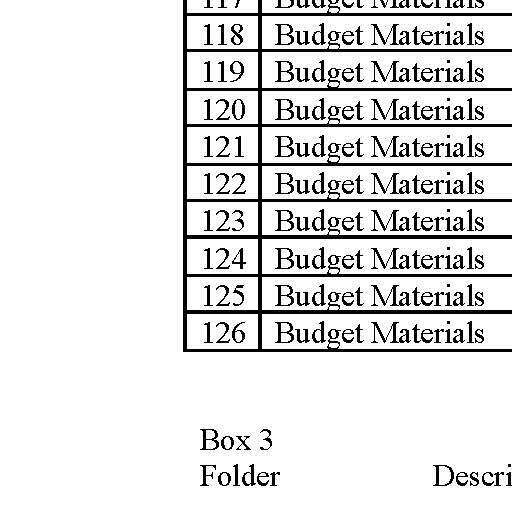 117 Budget Materials
118 Budget Materials
119 Budget Materials
120 Budget Materials
121 Budget Materials
122 Budget Materials
123 Budget Materials
124 Budget Materials
125 Budget Materials
126 Budget Materials
Box 3
Folder Descri